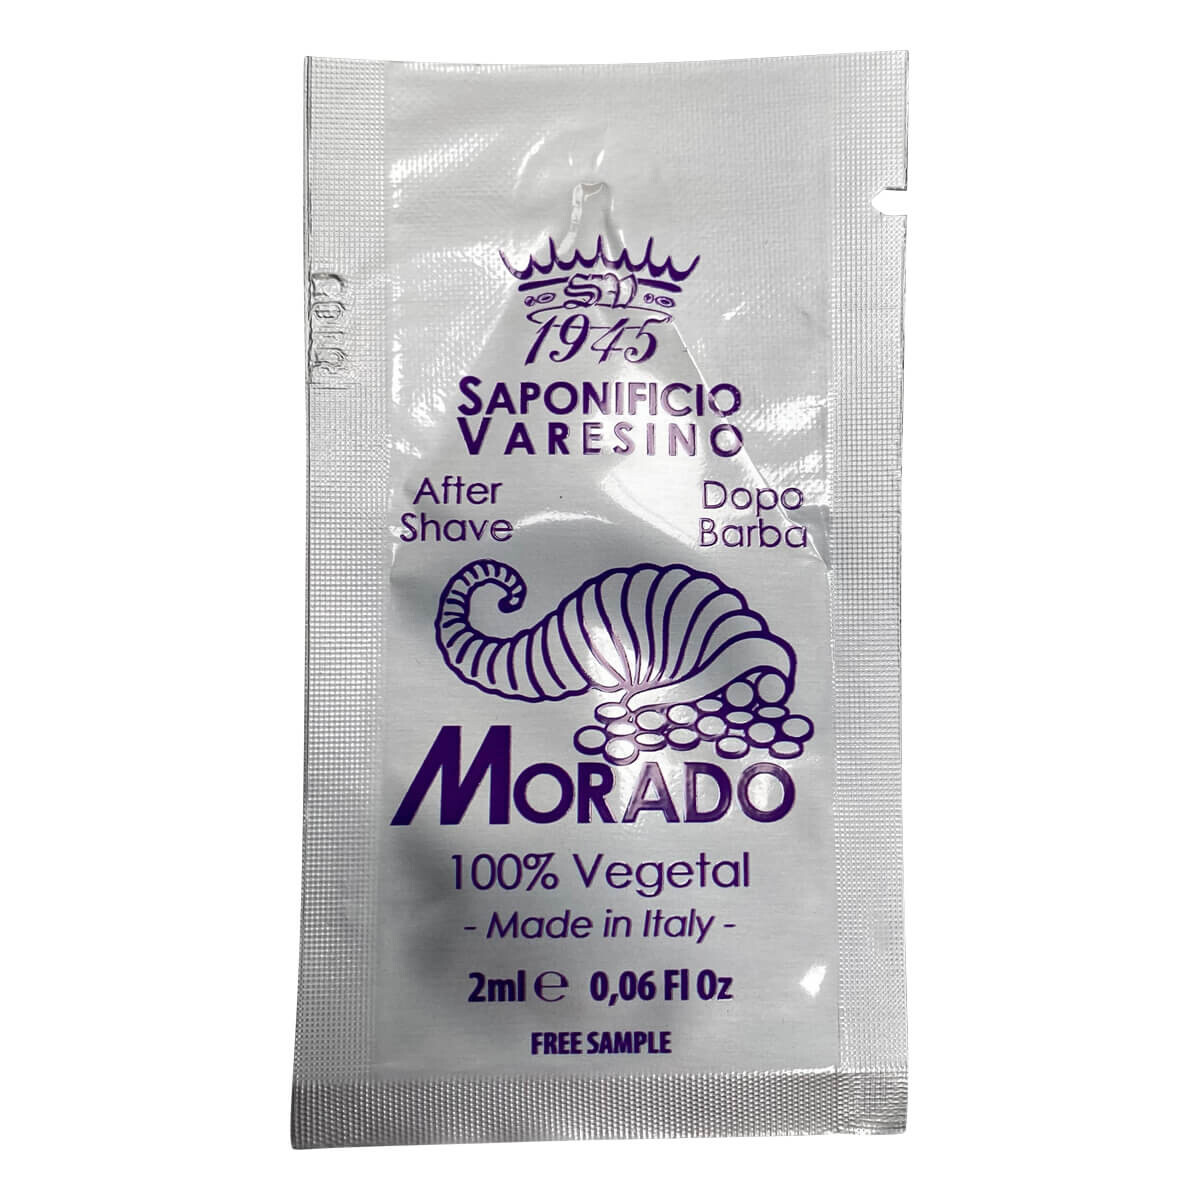 SV
1945
SAPONIFICIO
VARESINO
After
Shave
Dopo
Barba
MORADO
100% Vegetal
- Made in Italy -
2ml ℮ 0,06 Fl Oz
FREE SAMPLE